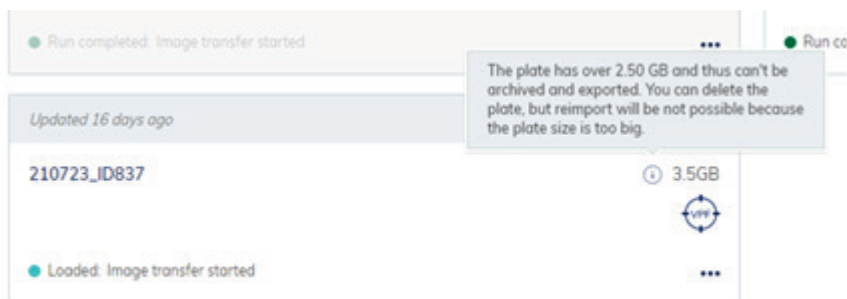 Run completed: Image transfer started
Run co
The plate has over 2.50 GB and thus can't be
archived and exported. You can delete the
plate, but reimport will be not possible because
the plate size is too big.
Updated 16 days ago
210723_ID837
3.5GB
VPF
Loaded: Image transfer started